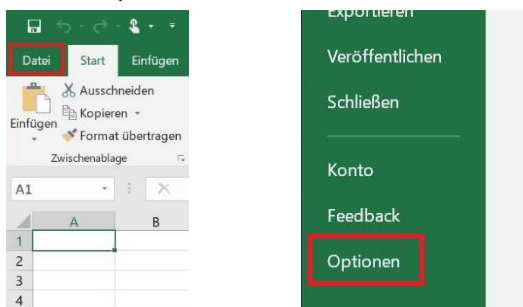 Datei Start Einfügen
Ausschneiden
Kopieren
Einfügen
Format übertragen
Zwischenablage
A1
A B
1
2
3
4
Exportieren
Veröffentlichen
Schließen
Konto
Feedback
Optionen